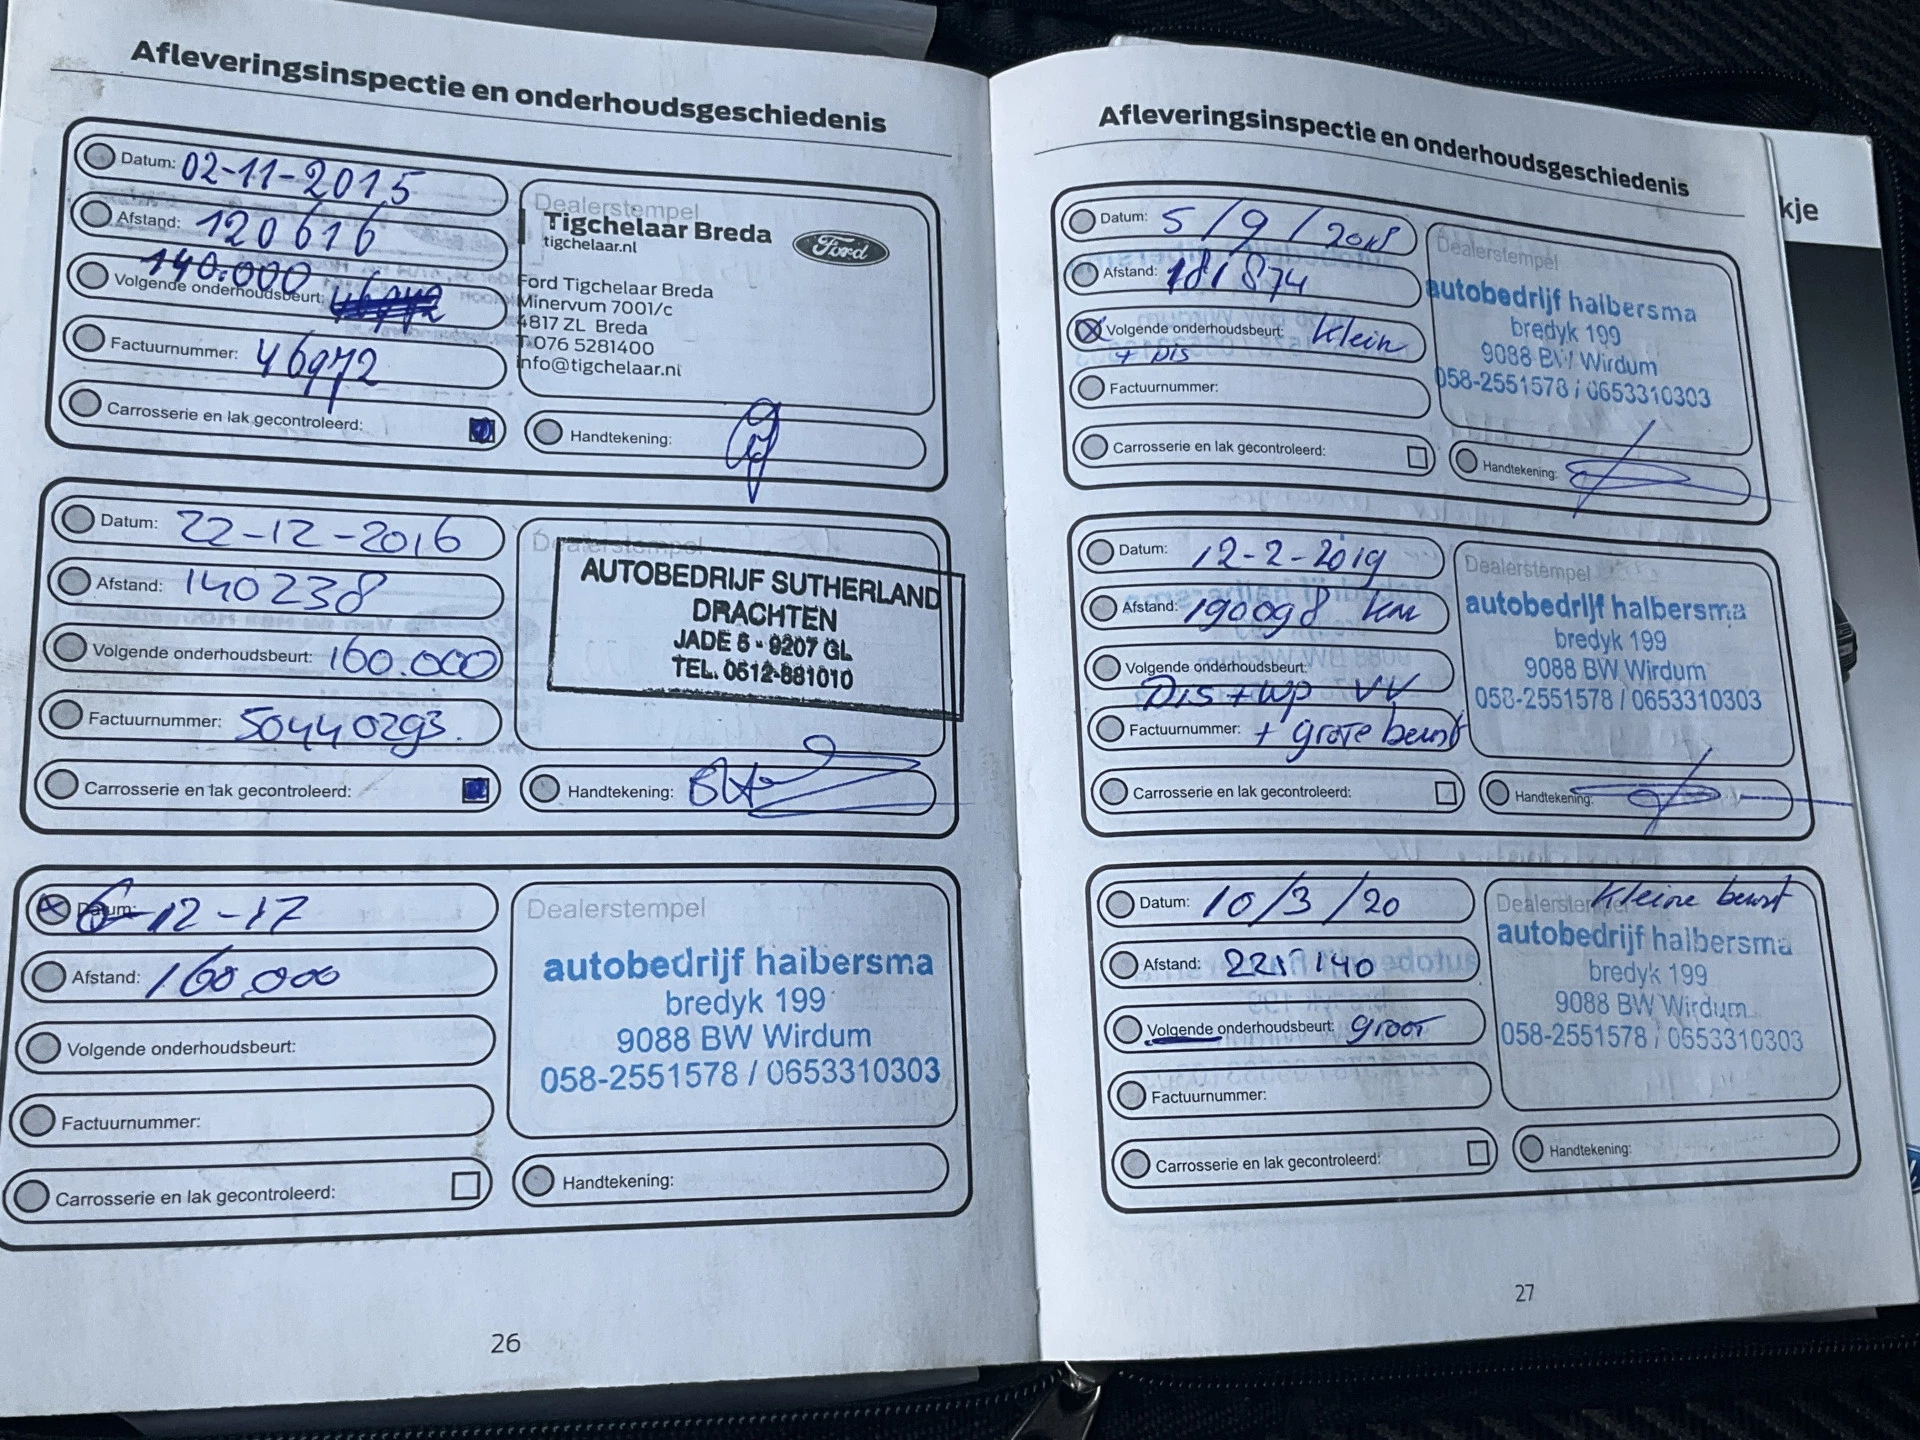 Afleveringsinspectie en onderhoudsgeschiedenis
Datum: 02-11-2015
Afstand: 120616
140.000
Volgende onderhoudsbeurt:
Factuurnummer: 46972
Carrosserie en lak gecontroleerd:
Dealerstempel
Tigchelaar Breda
tigchelaar.nl
Ford
Ford Tigchelaar Breda
Minervum 7001/c
4817 ZL Breda
T 076 5281400
info@tigchelaar.nl
Handtekening:
Datum: 22-12-2016
Afstand: 140238
Volgende onderhoudsbeurt: 160.000
Factuurnummer: 50440293.
Carrosserie en lak gecontroleerd:
Dealerstempel
AUTOBEDRIJF SUTHERLAND
DRACHTEN
JADE 5 - 9207 GL
TEL. 0512-881010
Handtekening:
Datum: 6-12-17
Afstand: 160 000
Volgende onderhoudsbeurt:
Factuurnummer:
Carrosserie en lak gecontroleerd:
Dealerstempel
autobedrijf halbersma
bredyk 199
9088 BW Wirdum
058-2551578 / 0653310303
Handtekening:
26
Afleveringsinspectie en onderhoudsgeschiedenis
Datum: 5/9/2018
Afstand: 181874
Volgende onderhoudsbeurt: Klein
+ Dis
Factuurnummer:
Carrosserie en lak gecontroleerd:
Dealerstempel
autobedrijf halbersma
bredyk 199
9088 BW Wirdum
058-2551578 / 0653310303
Handtekening:
Datum: 12-2-2019
Afstand: 190098 km
Volgende onderhoudsbeurt:
Dis + wp VV
Factuurnummer: + grote beurt
Carrosserie en lak gecontroleerd:
Dealerstempel
autobedrijf halbersma
bredyk 199
9088 BW Wirdum
058-2551578 / 0653310303
Handtekening:
Datum: 10/3/20
Afstand: 221 140
Volgende onderhoudsbeurt: groot
Factuurnummer:
Carrosserie en lak gecontroleerd:
Dealerstempel Kleine beurt
autobedrijf halbersma
bredyk 199
9088 BW Wirdum
058-2551578 / 0653310303
Handtekening:
27
kje